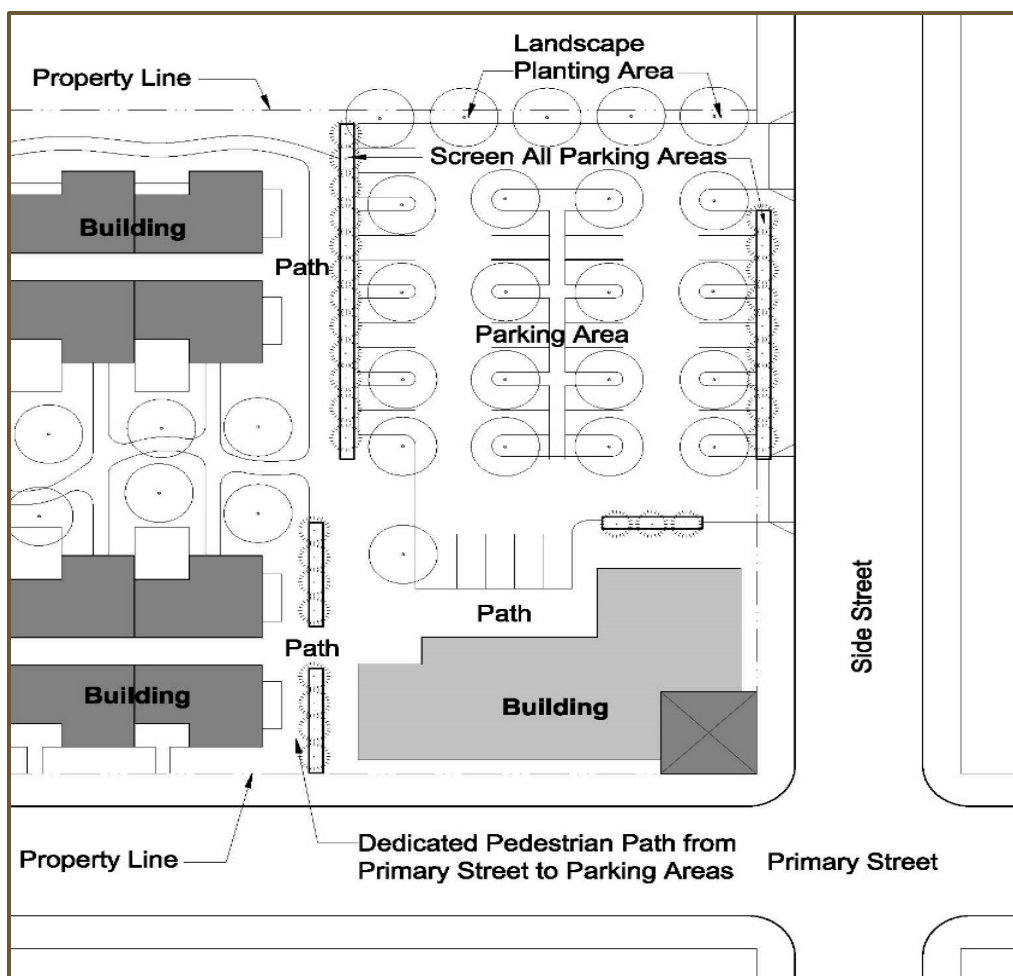 Landscape
Planting Area
Property Line
Screen All Parking Areas
Building
Path
Parking Area
Path
Path
Side Street
Building
Building
Dedicated Pedestrian Path from
Primary Street to Parking Areas
Property Line
Primary Street